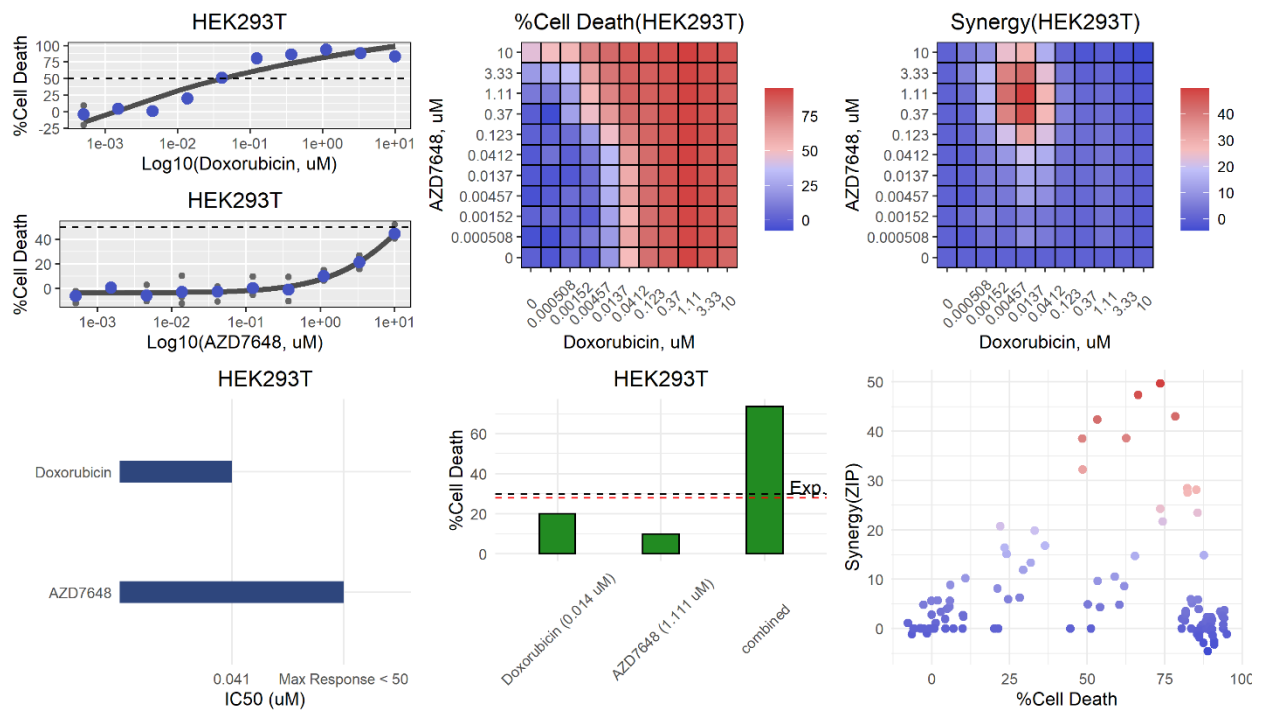 HEK293T
%Cell Death
100
75
50
25
0
-25
1e-03 1e-02 1e-01 1e+00 1e+01
Log10(Doxorubicin, uM)
HEK293T
%Cell Death
40
20
0
1e-03 1e-02 1e-01 1e+00 1e+01
Log10(AZD7648, uM)
%Cell Death(HEK293T)
AZD7648, uM
10
3.33
1.11
0.37
0.123
0.0412
0.0137
0.00457
0.00152
0.000508
0
0 0.000508 0.00152 0.00457 0.0137 0.0412 0.123 0.37 1.11 3.33 10
Doxorubicin, uM
75
50
25
0
Synergy(HEK293T)
AZD7648, uM
10
3.33
1.11
0.37
0.123
0.0412
0.0137
0.00457
0.00152
0.000508
0
0 0.000508 0.00152 0.00457 0.0137 0.0412 0.123 0.37 1.11 3.33 10
Doxorubicin, uM
40
30
20
10
0
HEK293T
Doxorubicin
AZD7648
0.041 Max Response < 50
IC50 (uM)
HEK293T
%Cell Death
60
40
20
0
Exp
Doxorubicin (0.014 uM) AZD7648 (1.111 uM) combined
Synergy(ZIP)
50
40
30
20
10
0
0 25 50 75 100
%Cell Death